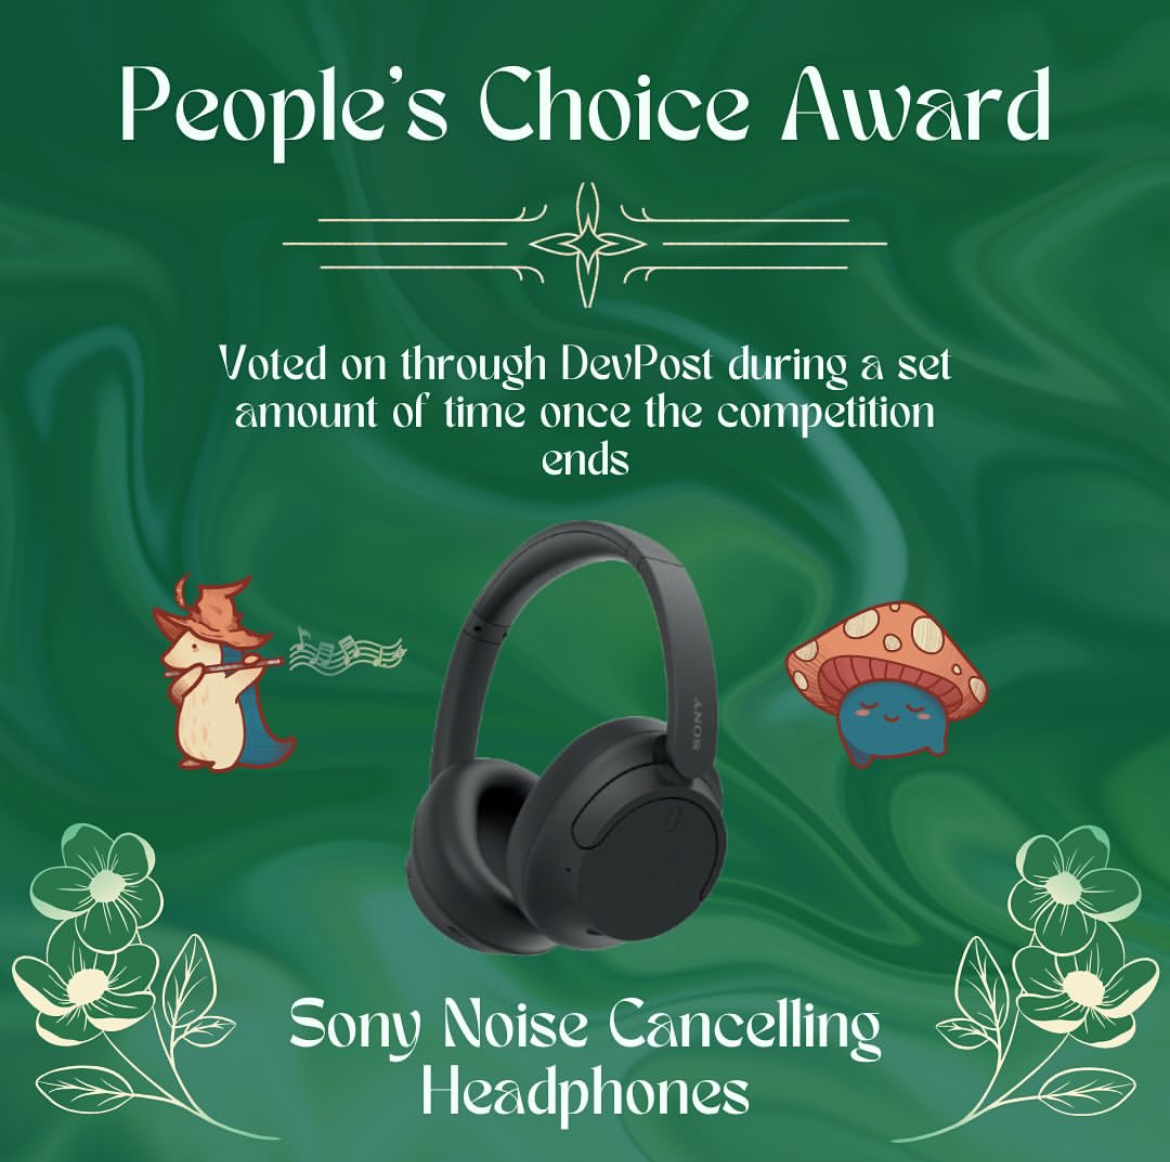 People's Choice Award
Voted on through DevPost during a set
amount of time once the competition
ends
SONY
Sony Noise Cancelling
Headphones